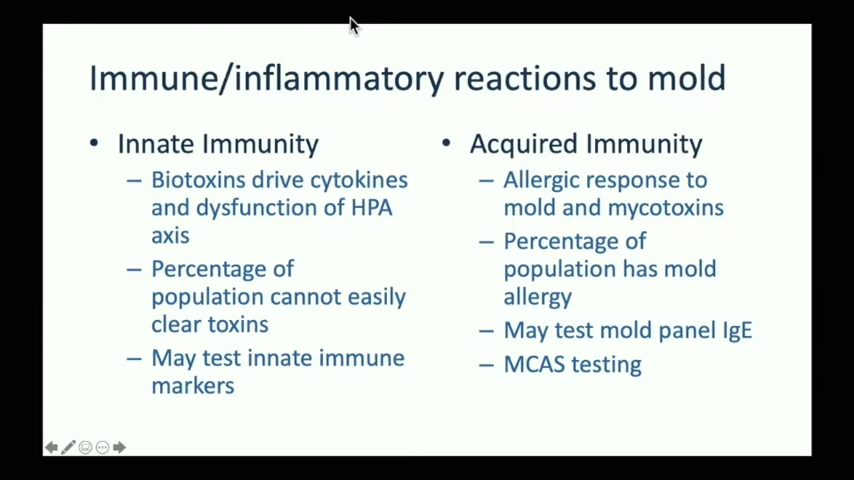 Immune/inflammatory reactions to mold
• Innate Immunity
– Biotoxins drive cytokines
and dysfunction of HPA
axis
– Percentage of
population cannot easily
clear toxins
– May test innate immune
markers
• Acquired Immunity
– Allergic response to
mold and mycotoxins
– Percentage of
population has mold
allergy
– May test mold panel IgE
– MCAS testing